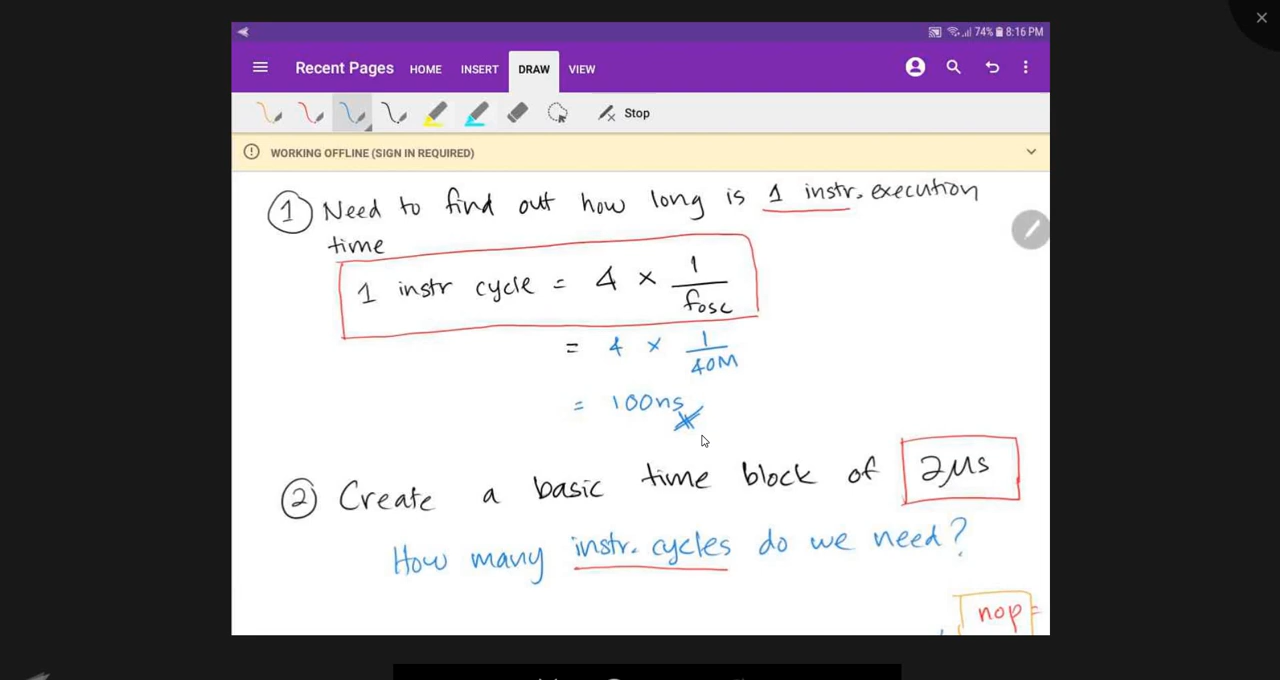 74% 8:16 PM
Recent Pages HOME INSERT DRAW VIEW
Stop
WORKING OFFLINE (SIGN IN REQUIRED)
① Need to find out how long is 1 instr. execution
time
1 instr cycle = 4 × 1/fosc
= 4 × 1/40M
= 100ns
② Create a basic time block of 2μs
How many instr. cycles do we need?
nop =